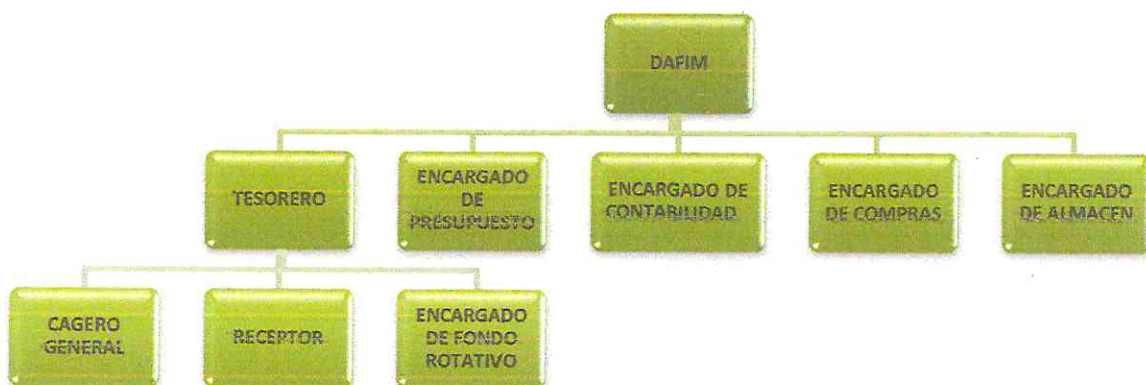 DAFIM
TESORERO
ENCARGADO
DE
PRESUPUESTO
ENCARGADO DE
CONTABILIDAD
ENCARGADO
DE COMPRAS
ENCARGADO
DE ALMACEN
CAGERO
GENERAL
RECEPTOR
ENCARGADO
DE FONDO
ROTATIVO